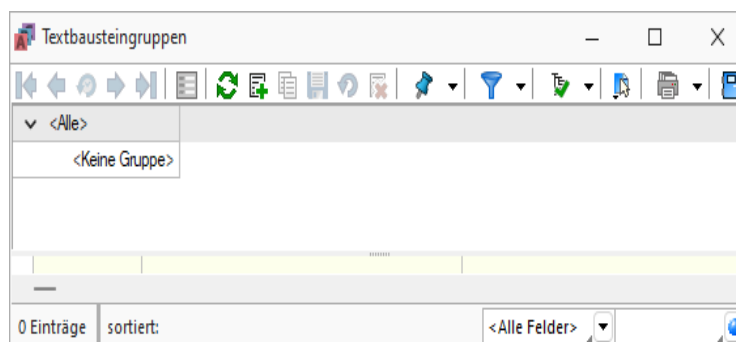 Textbausteingruppen
<Alle>
<Keine Gruppe>
0 Einträge sortiert: <Alle Felder>